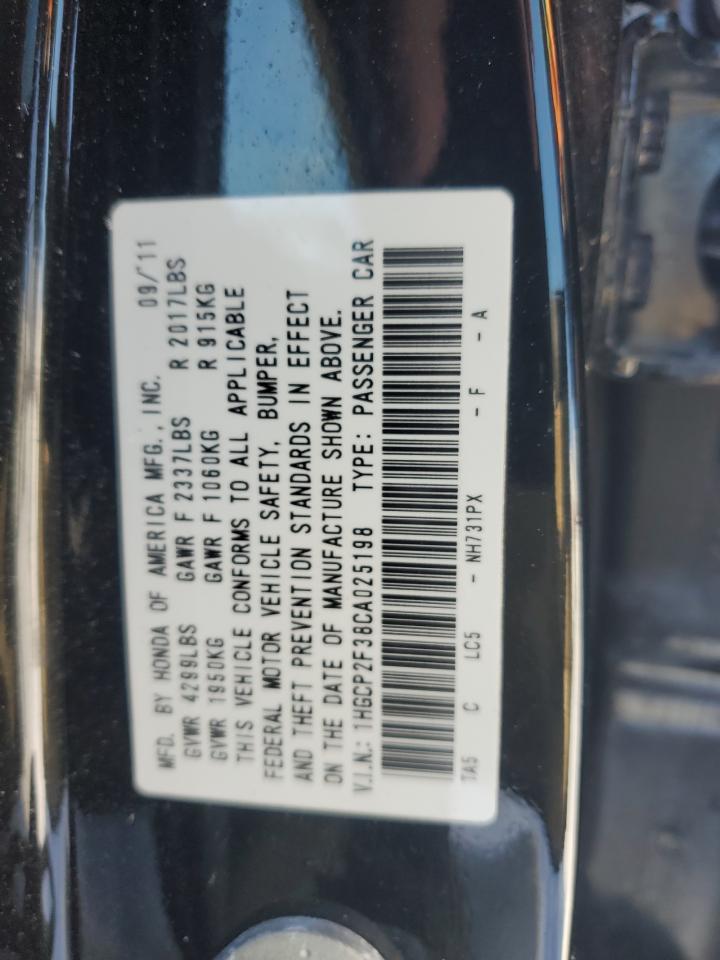 MFD. BY HONDA OF AMERICA MFG., INC. 09/11
GVWR 4299LBS GAWR F 2337LBS R 2017LBS
GVWR 1950KG GAWR F 1060KG R 915KG
THIS VEHICLE CONFORMS TO ALL APPLICABLE
FEDERAL MOTOR VEHICLE SAFETY, BUMPER,
AND THEFT PREVENTION STANDARDS IN EFFECT
ON THE DATE OF MANUFACTURE SHOWN ABOVE.
V.I.N.: 1HGCP2F38CA025198 TYPE: PASSENGER CAR
TA5 C LC5 - NH731PX - F - A